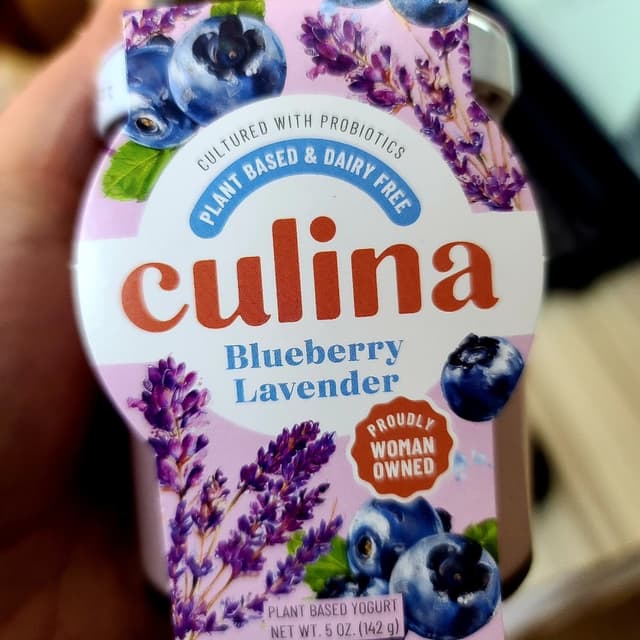 CULTURED WITH PROBIOTICS
PLANT BASED & DAIRY FREE
culina
Blueberry
Lavender
PROUDLY
WOMAN
OWNED
PLANT BASED YOGURT
NET WT. 5 OZ. (142 g)